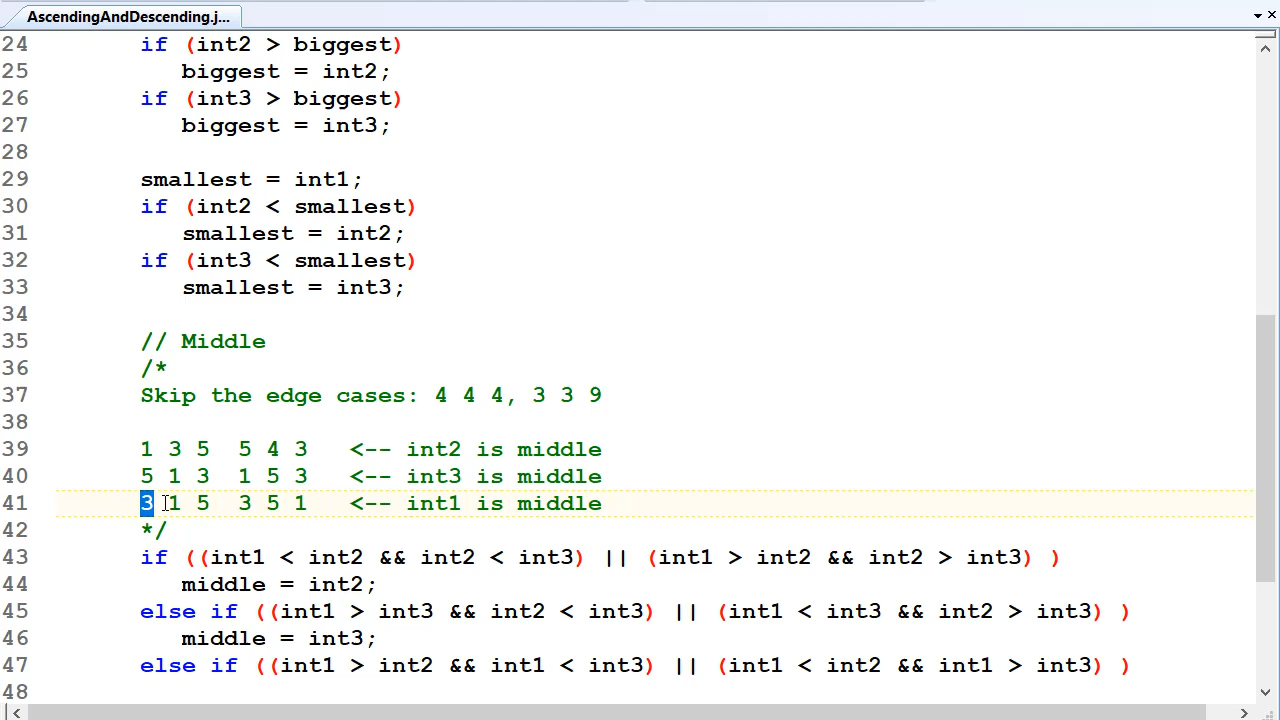 AscendingAndDescending.j...
24 if (int2 > biggest)
25 biggest = int2;
26 if (int3 > biggest)
27 biggest = int3;
28
29 smallest = int1;
30 if (int2 < smallest)
31 smallest = int2;
32 if (int3 < smallest)
33 smallest = int3;
34
35 // Middle
36 /*
37 Skip the edge cases: 4 4 4, 3 3 9
38
39 1 3 5  5 4 3   <-- int2 is middle
40 5 1 3  1 5 3   <-- int3 is middle
41 3 1 5  3 5 1   <-- int1 is middle
42 */
43 if ((int1 < int2 && int2 < int3) || (int1 > int2 && int2 > int3) )
44 middle = int2;
45 else if ((int1 > int3 && int2 < int3) || (int1 < int3 && int2 > int3) )
46 middle = int3;
47 else if ((int1 > int2 && int1 < int3) || (int1 < int2 && int1 > int3) )
48